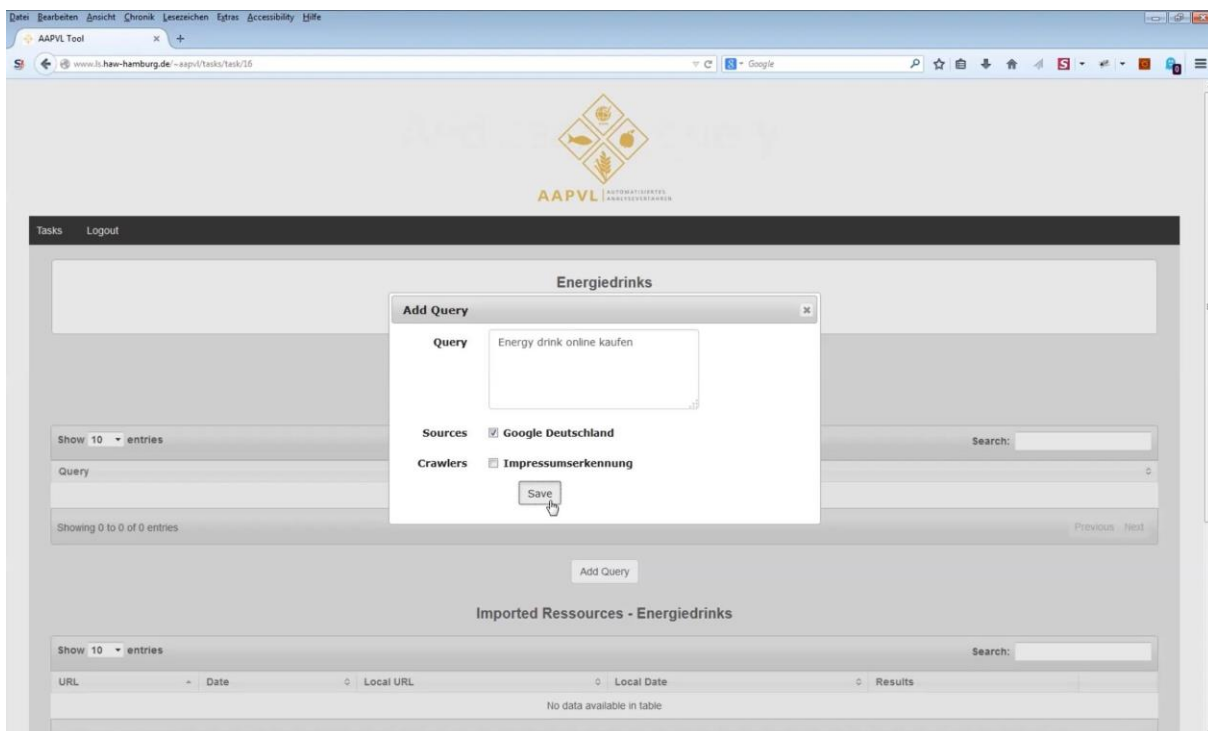 Datei Bearbeiten Ansicht Chronik Lesezeichen Extras Accessibility Hilfe
AAPVL Tool
www.ls.haw-hamburg.de/~aapvl/tasks/task/16
Google
AAPVL AUTOMATISIERTES
ANALYSEVERFAHREN
Tasks Logout
Energiedrinks
Add Query
Query Energy drink online kaufen
Sources Google Deutschland
Crawlers Impressumserkennung
Save
Show 10 entries Search:
Query
Showing 0 to 0 of 0 entries Previous Next
Add Query
Imported Ressources - Energiedrinks
Show 10 entries Search:
URL Date Local URL Local Date Results
No data available in table